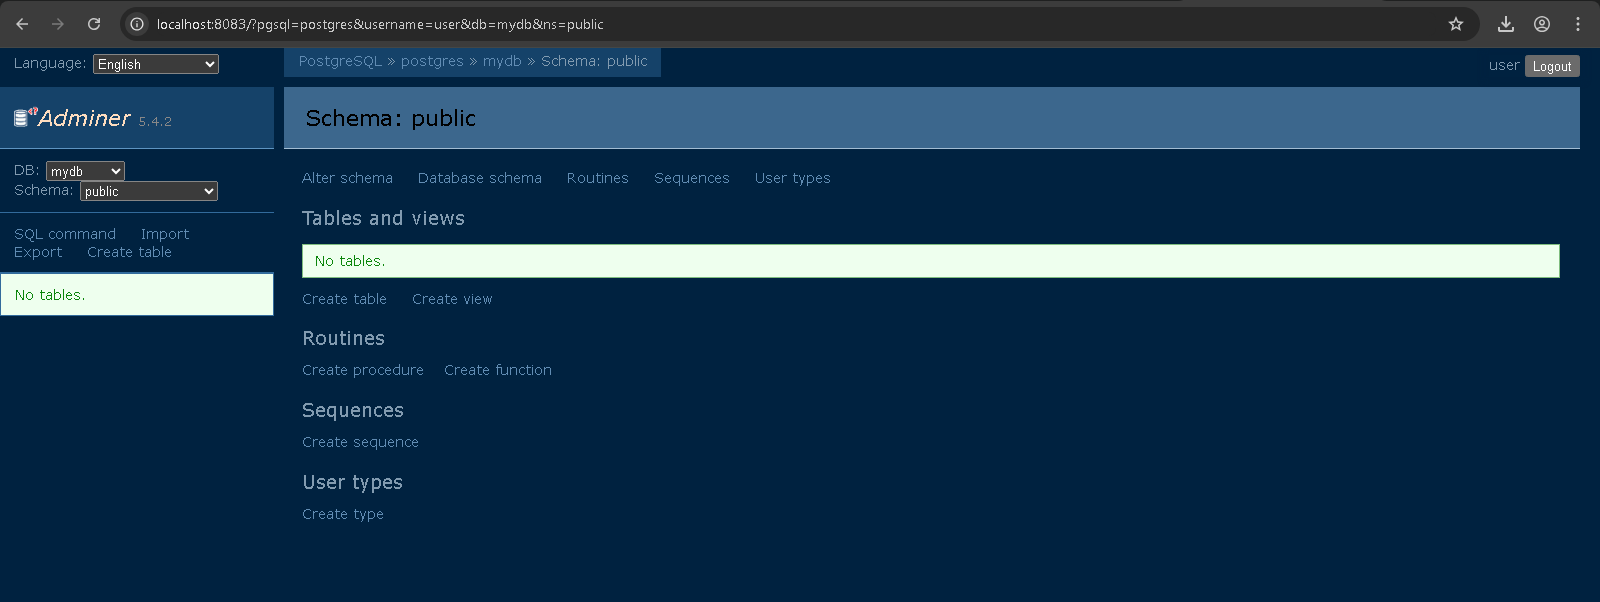 localhost:8083/?pgsql=postgres&username=user&db=mydb&ns=public
Language: English
PostgreSQL » postgres » mydb » Schema: public
user Logout
Adminer 5.4.2
Schema: public
DB: mydb
Schema: public
SQL command Import
Export Create table
No tables.
Alter schema Database schema Routines Sequences User types
Tables and views
No tables.
Create table Create view
Routines
Create procedure Create function
Sequences
Create sequence
User types
Create type